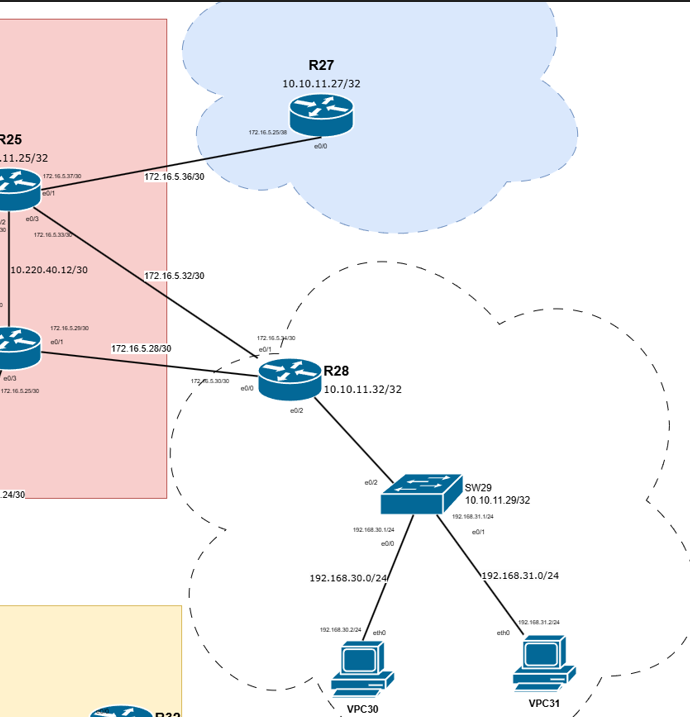 R27
10.10.11.27/32
172.16.5.25/38
e0/0
R25
.11.25/32
172.16.5.37/30
e0/1
172.16.5.36/30
/2
30
e0/3
172.16.5.33/30
10.220.40.12/30
172.16.5.32/30
0
172.16.5.29/30
e0/1
172.16.5.28/30
172.16.5.34/30
e0/1
R28
10.10.11.32/32
172.16.5.30/30
e0/0
e0/2
e0/3
172.16.5.25/30
.24/30
e0/2
SW29
10.10.11.29/32
192.168.30.1/24
e0/0
192.168.31.1/24
e0/1
192.168.30.0/24
192.168.31.0/24
192.168.30.2/24
eth0
192.168.31.2/24
eth0
VPC30
VPC31
R32